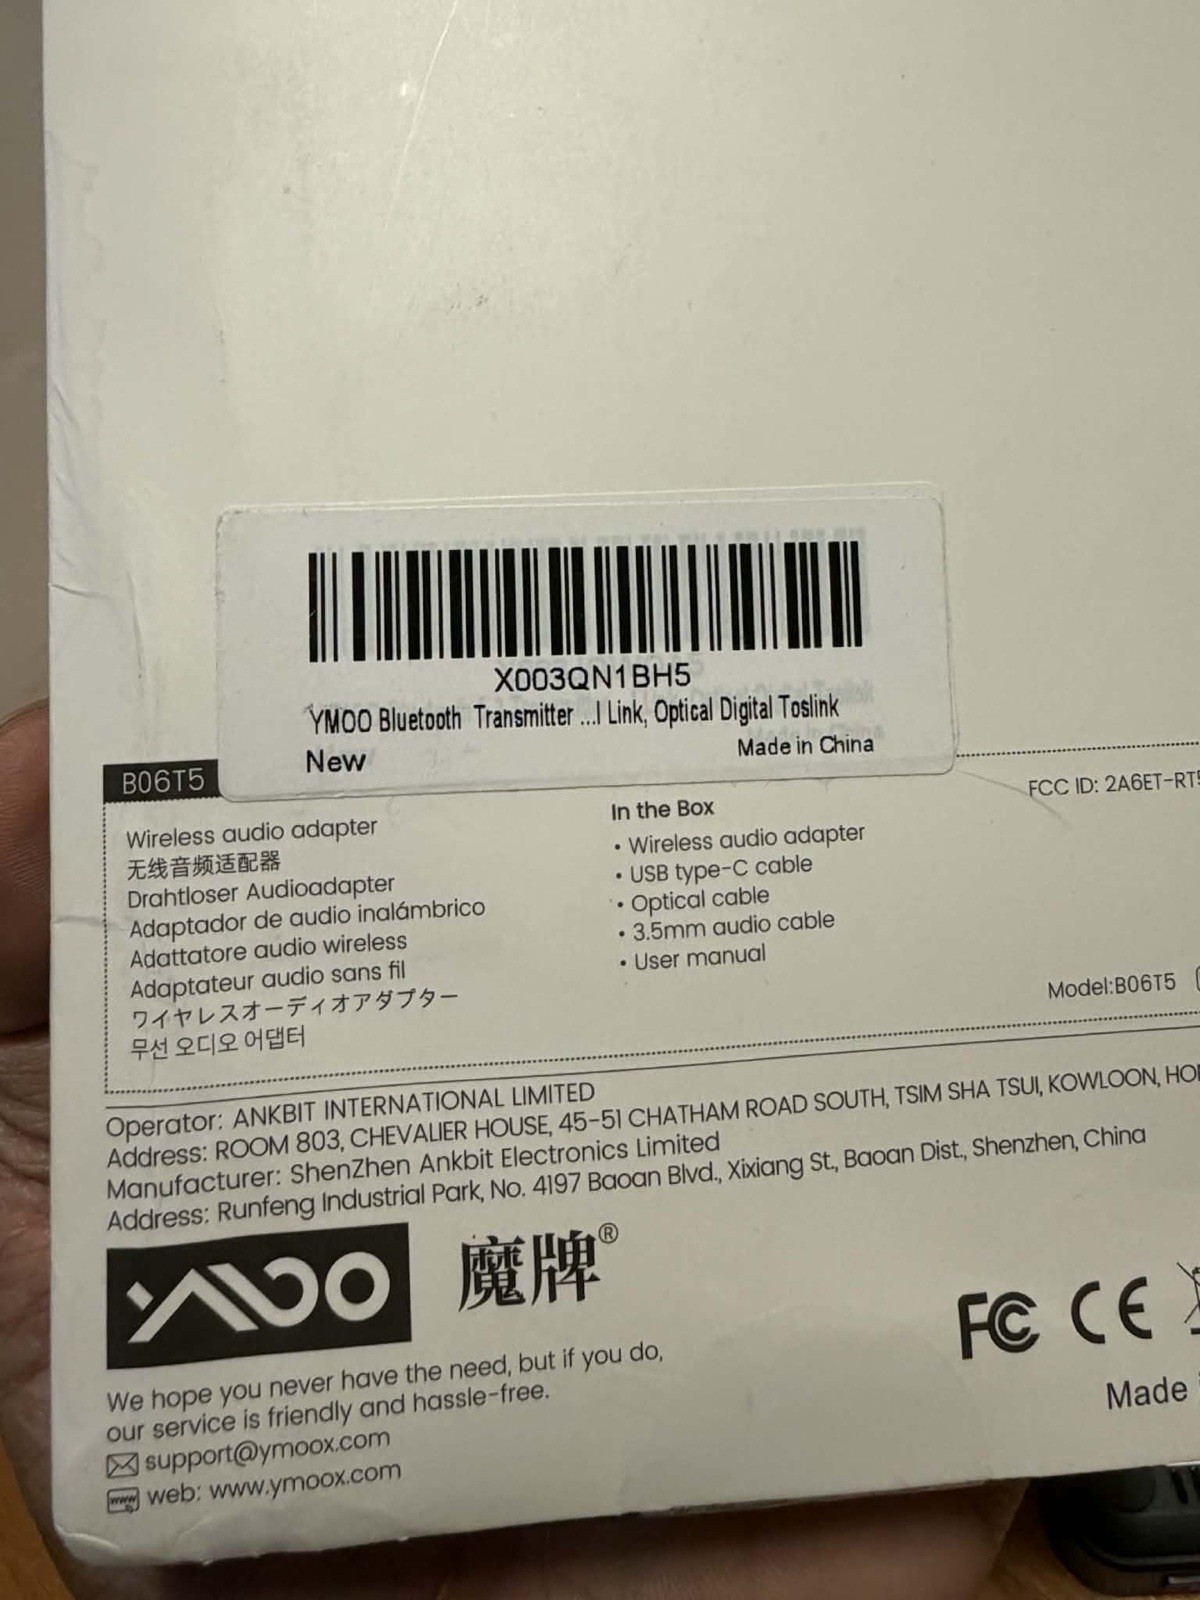 X003QN1BH5
YMOO Bluetooth Transmitter ...l Link, Optical Digital Toslink
New
Made in China
B06T5
Wireless audio adapter
无线音频适配器
Drahtloser Audioadapter
Adaptador de audio inalámbrico
Adattatore audio wireless
Adaptateur audio sans fil
ワイヤレスオーディオアダプター
무선 오디오 어댑터
In the Box
• Wireless audio adapter
• USB type-C cable
• Optical cable
• 3.5mm audio cable
• User manual
FCC ID: 2A6ET-RT5
Model:B06T5
Operator: ANKBIT INTERNATIONAL LIMITED
Address: ROOM 803, CHEVALIER HOUSE, 45-51 CHATHAM ROAD SOUTH, TSIM SHA TSUI, KOWLOON, HO
Manufacturer: ShenZhen Ankbit Electronics Limited
Address: Runfeng Industrial Park, No. 4197 Baoan Blvd., Xixiang St., Baoan Dist., Shenzhen, China
YMOO 魔牌®
FC CE
We hope you never have the need, but if you do,
our service is friendly and hassle-free.
support@ymoox.com
www web: www.ymoox.com
Made